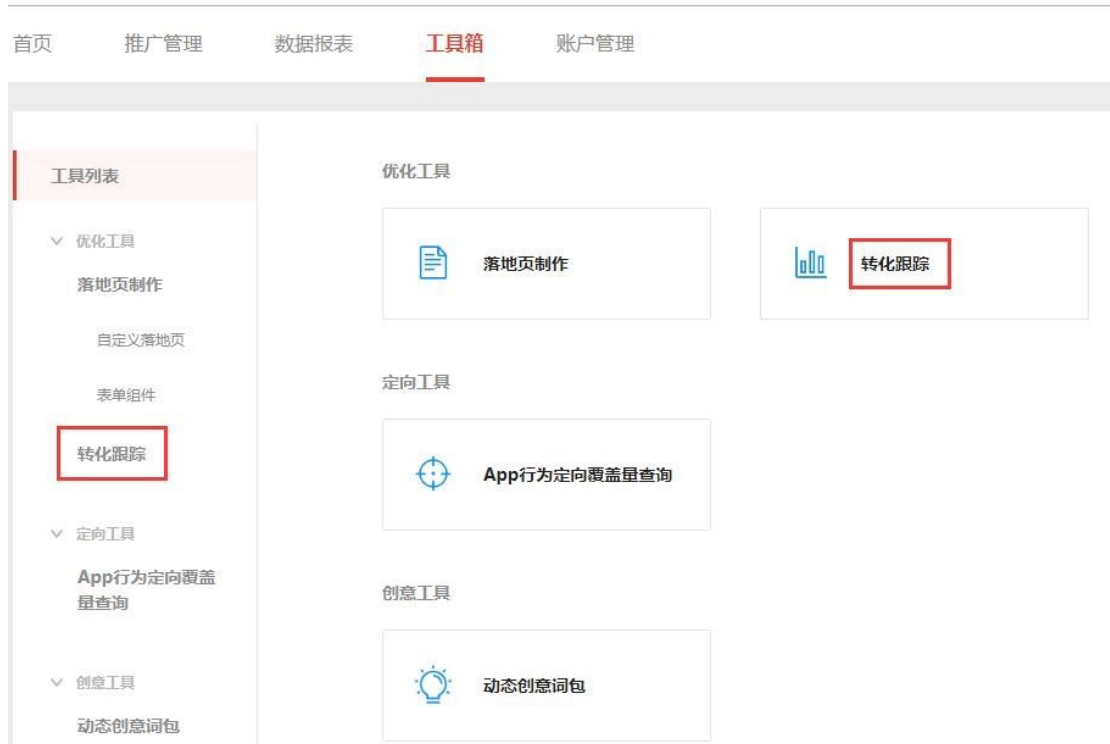 首页 推广管理 数据报表 工具箱 账户管理
工具列表
优化工具
落地页制作
自定义落地页
表单组件
转化跟踪
定向工具
App行为定向覆盖
量查询
创意工具
动态创意词包
优化工具
落地页制作 转化跟踪
定向工具
App行为定向覆盖量查询
创意工具
动态创意词包